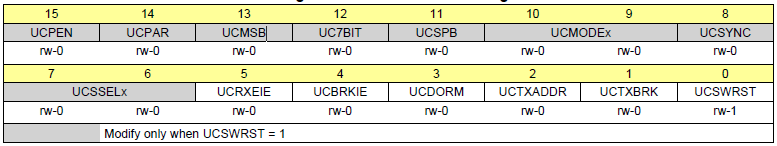 15 14 13 12 11 10 9 8
UCPEN UCPAR UCMSB UC7BIT UCSPB UCMODEx UCSYNC
rw-0 rw-0 rw-0 rw-0 rw-0 rw-0 rw-0 rw-0
7 6 5 4 3 2 1 0
UCSSELx UCRXEIE UCBRKIE UCDORM UCTXADDR UCTXBRK UCSWRST
rw-0 rw-0 rw-0 rw-0 rw-0 rw-0 rw-0 rw-1
Modify only when UCSWRST = 1